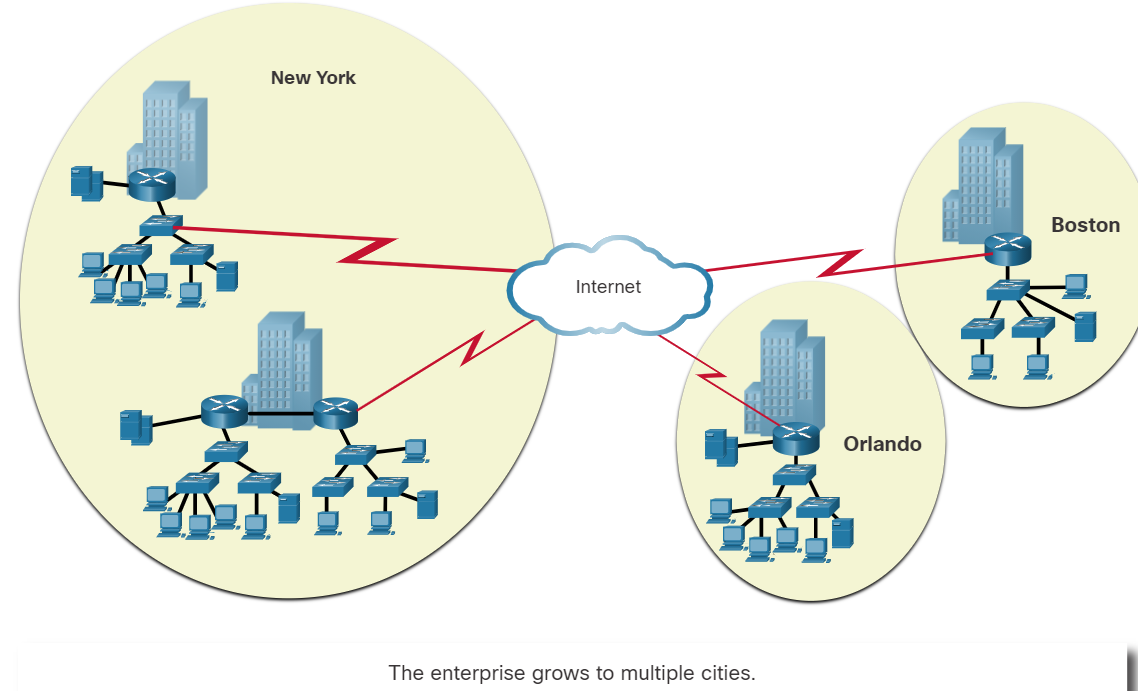 New York
Boston
Internet
Orlando
The enterprise grows to multiple cities.